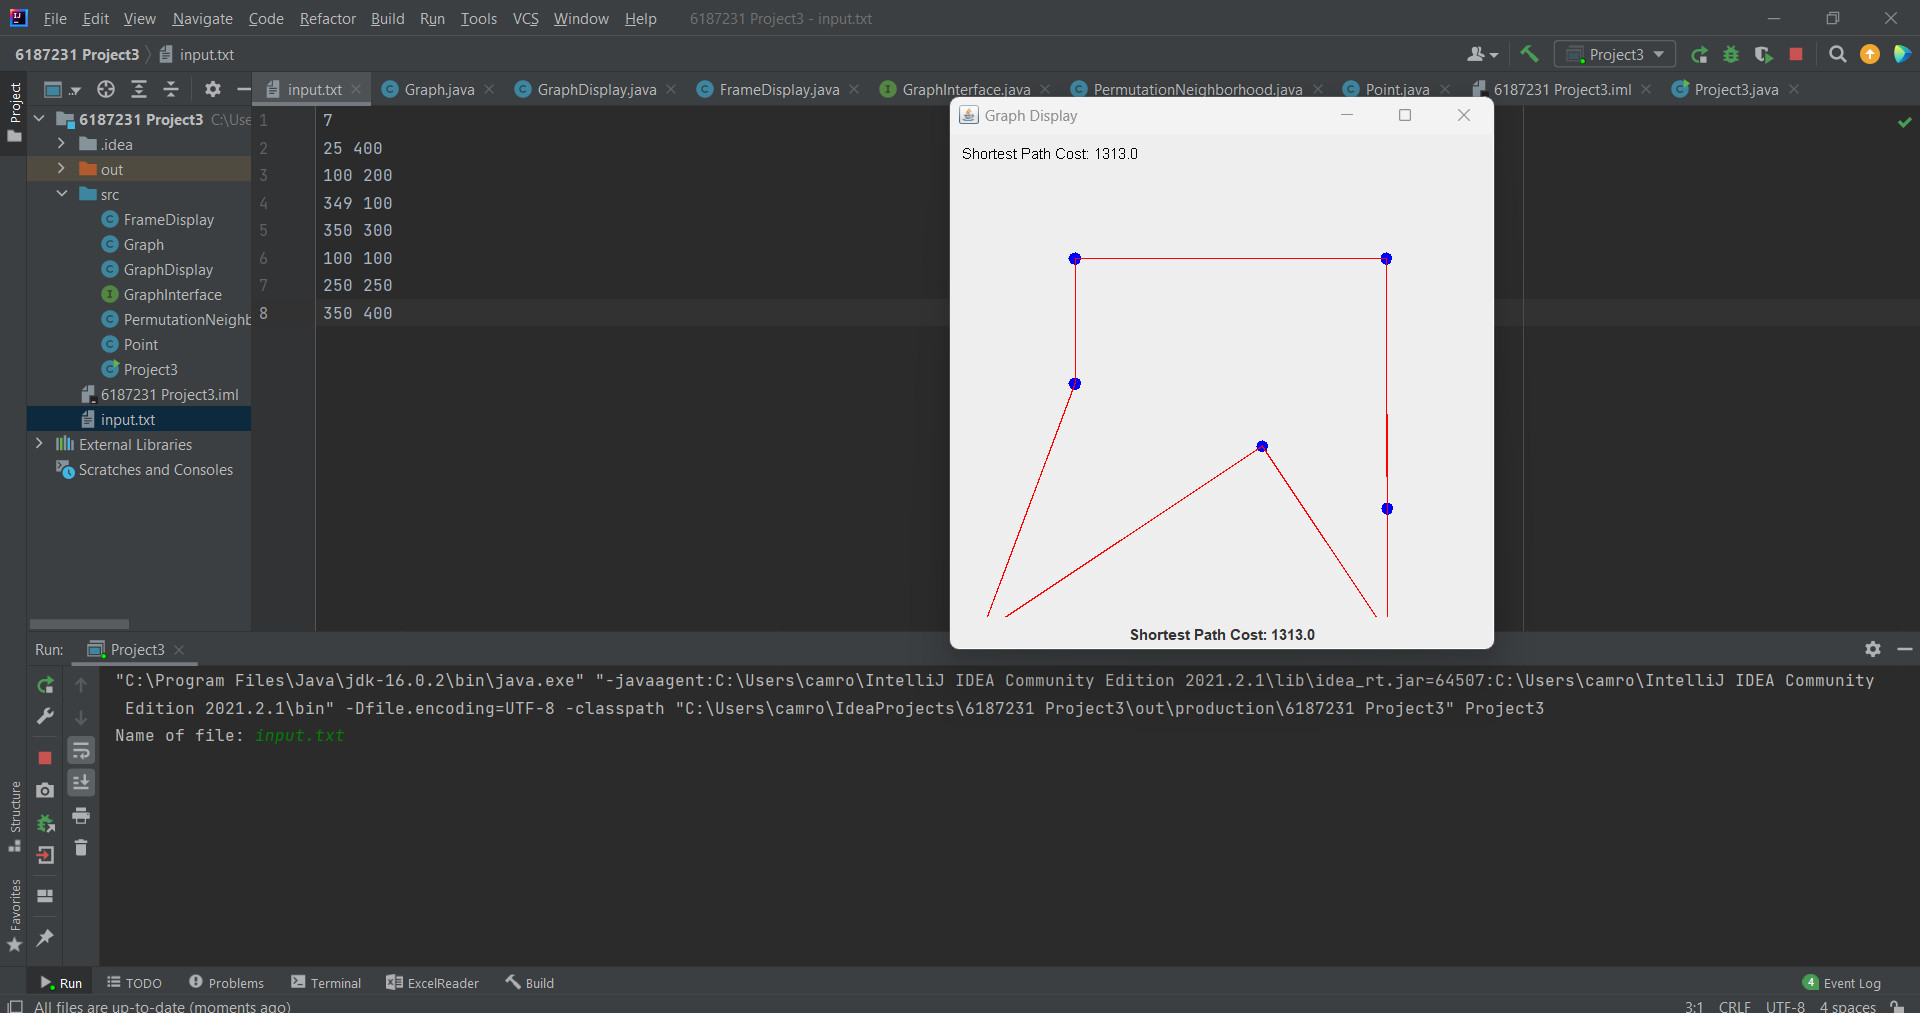 File Edit View Navigate Code Refactor Build Run Tools VCS Window Help 6187231 Project3 - input.txt
6187231 Project3 input.txt Project3
Project
input.txt Graph.java GraphDisplay.java FrameDisplay.java GraphInterface.java PermutationNeighborhood.java Point.java 6187231 Project3.iml Project3.java
6187231 Project3 C:\Use
.idea
out
src
FrameDisplay
Graph
GraphDisplay
GraphInterface
PermutationNeighb
Point
Project3
6187231 Project3.iml
input.txt
External Libraries
Scratches and Consoles
1 7
2 25 400
3 100 200
4 349 100
5 350 300
6 100 100
7 250 250
8 350 400
Graph Display
Shortest Path Cost: 1313.0
Shortest Path Cost: 1313.0
Run: Project3
"C:\Program Files\Java\jdk-16.0.2\bin\java.exe" "-javaagent:C:\Users\camro\IntelliJ IDEA Community Edition 2021.2.1\lib\idea_rt.jar=64507:C:\Users\camro\IntelliJ IDEA Community
Edition 2021.2.1\bin" -Dfile.encoding=UTF-8 -classpath "C:\Users\camro\IdeaProjects\6187231 Project3\out\production\6187231 Project3" Project3
Name of file: input.txt
Structure
Favorites
Run TODO Problems Terminal ExcelReader Build 4 Event Log
All files are up-to-date (moments ago) 3:1 CRLF UTF-8 4 spaces